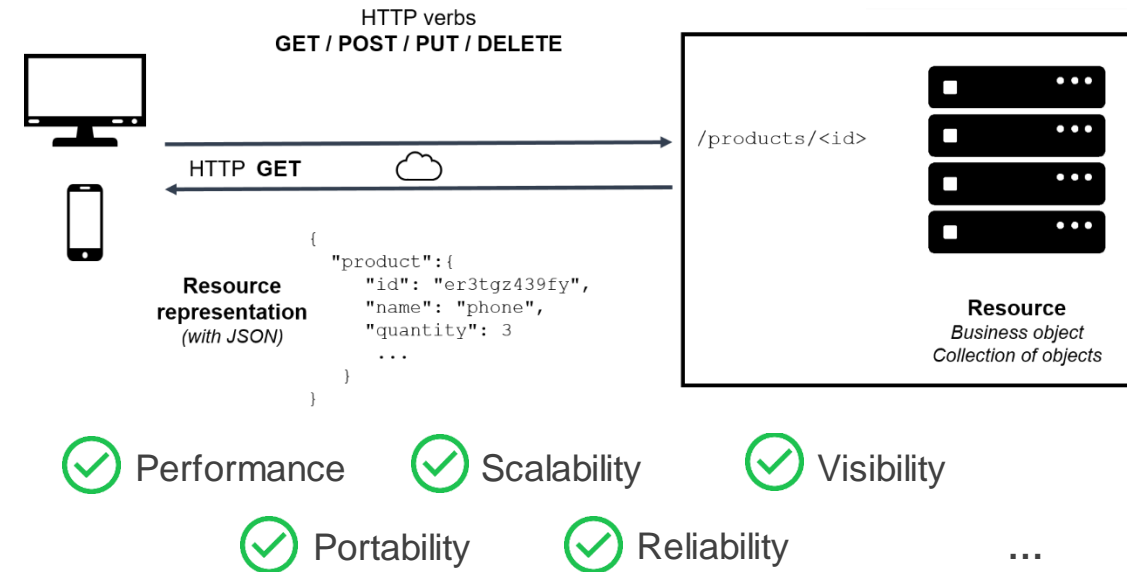 HTTP verbs
GET / POST / PUT / DELETE
/products/<id>
HTTP GET
{
"product":{
"id": "er3tgz439fy",
"name": "phone",
"quantity": 3
...
}
}
Resource
representation
(with JSON)
Resource
Business object
Collection of objects
Performance
Scalability
Visibility
Portability
Reliability
...